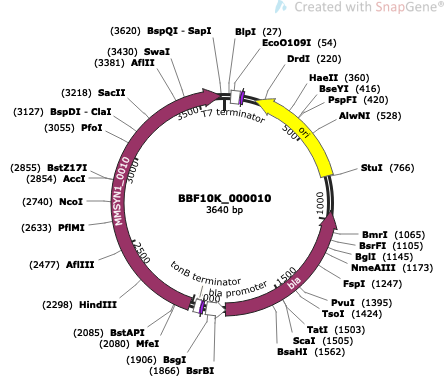 Created with SnapGene®
(3620) BspQI - SapI
BlpI (27)
EcoO109I (54)
DrdI (220)
HaeII (360)
BseYI (416)
PspFI (420)
AlwNI (528)
StuI (766)
BmrI (1065)
BsrFI (1105)
BglI (1145)
NmeAIII (1173)
FspI (1247)
PvuI (1395)
TsoI (1424)
TatI (1503)
ScaI (1505)
BsaHI (1562)
(1866) BsrBI
(1906) BsgI
(2080) MfeI
(2085) BstAPI
(2298) HindIII
(2477) AflIII
(2633) PflMI
(2740) NcoI
(2854) AccI
(2855) BstZ17I
(3055) PfoI
(3127) BspDI - ClaI
(3218) SacII
(3381) AflII
(3430) SwaI
T7 terminator
ori
500
1000
1500
bla
bla promoter
tonB terminator
2500
3000
3500
MMSYN1_0010
BBF10K_000010
3640 bp